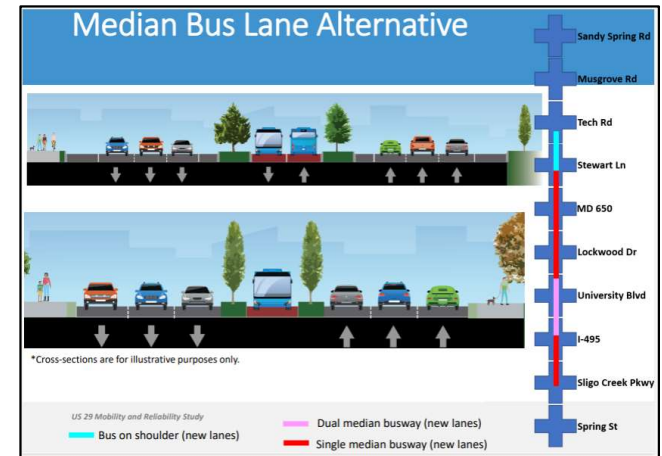 Median Bus Lane Alternative
Sandy Spring Rd
Musgrove Rd
Tech Rd
Stewart Ln
MD 650
Lockwood Dr
University Blvd
I-495
Sligo Creek Pkwy
Spring St
*Cross-sections are for illustrative purposes only.
US 29 Mobility and Reliability Study
Bus on shoulder (new lanes)
Dual median busway (new lanes)
Single median busway (new lanes)